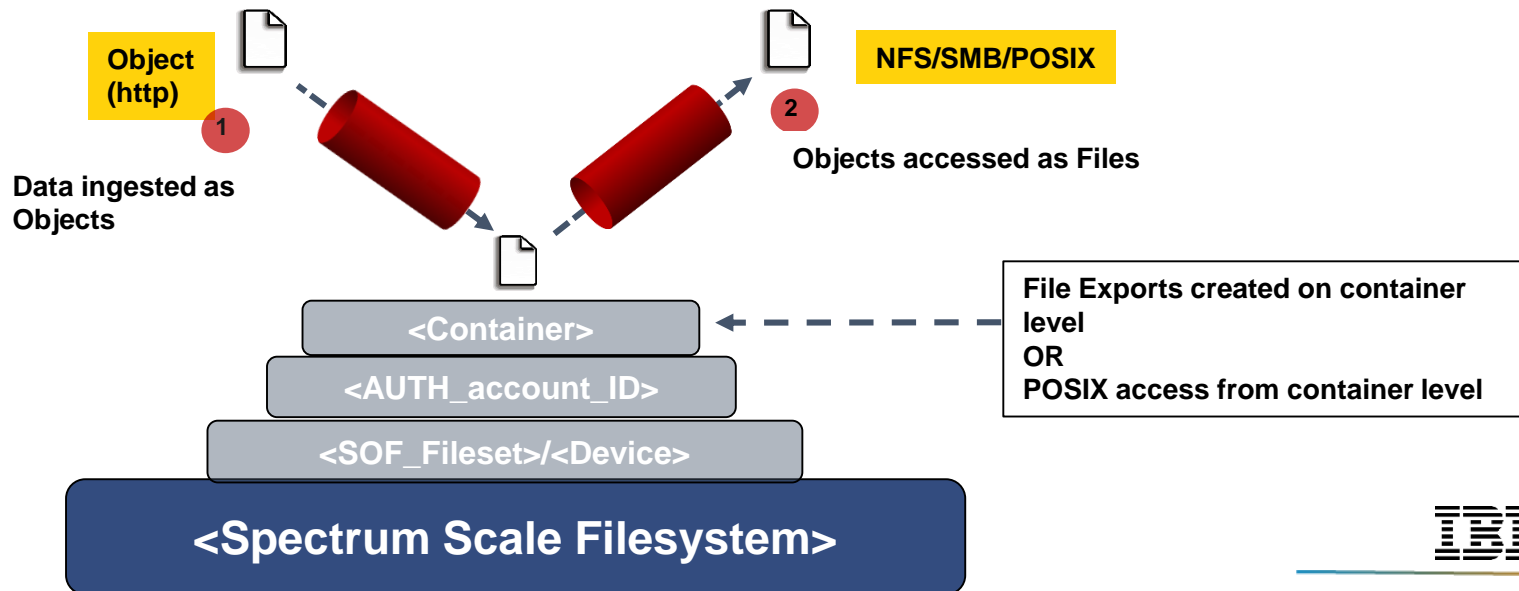 Object
(http)
1
Data ingested as
Objects
NFS/SMB/POSIX
2
Objects accessed as Files
File Exports created on container
level
OR
POSIX access from container level
<Container>
<AUTH_account_ID>
<SOF_Fileset>/<Device>
<Spectrum Scale Filesystem>
IBM